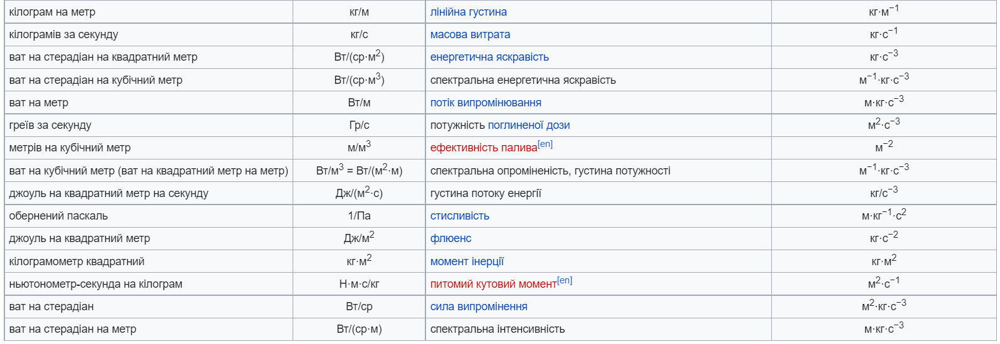 кілограм на метр кг/м лінійна густина кг·м⁻¹
кілограмів за секунду кг/с масова витрата кг·с⁻¹
ват на стерадіан на квадратний метр Вт/(ср·м²) енергетична яскравість кг·с⁻³
ват на стерадіан на кубічний метр Вт/(ср·м³) спектральна енергетична яскравість м⁻¹·кг·с⁻³
ват на метр Вт/м потік випромінювання м·кг·с⁻³
греїв за секунду Гр/с потужність поглиненої дози м²·с⁻³
метрів на кубічний метр м/м³ ефективність палива[en] м⁻²
ват на кубічний метр (ват на квадратний метр на метр) Вт/м³ = Вт/(м²·м) спектральна опроміненість, густина потужності м⁻¹·кг·с⁻³
джоуль на квадратний метр на секунду Дж/(м²·с) густина потоку енергії кг/с⁻³
обернений паскаль 1/Па стисливість м·кг⁻¹·с²
джоуль на квадратний метр Дж/м² флюенс кг·с⁻²
кілограмометр квадратний кг·м² момент інерції кг·м²
ньютонометр-секунда на кілограм Н·м·с/кг питомий кутовий момент[en] м²·с⁻¹
ват на стерадіан Вт/ср сила випромінення м²·кг·с⁻³
ват на стерадіан на метр Вт/(ср·м) спектральна інтенсивність м·кг·с⁻³